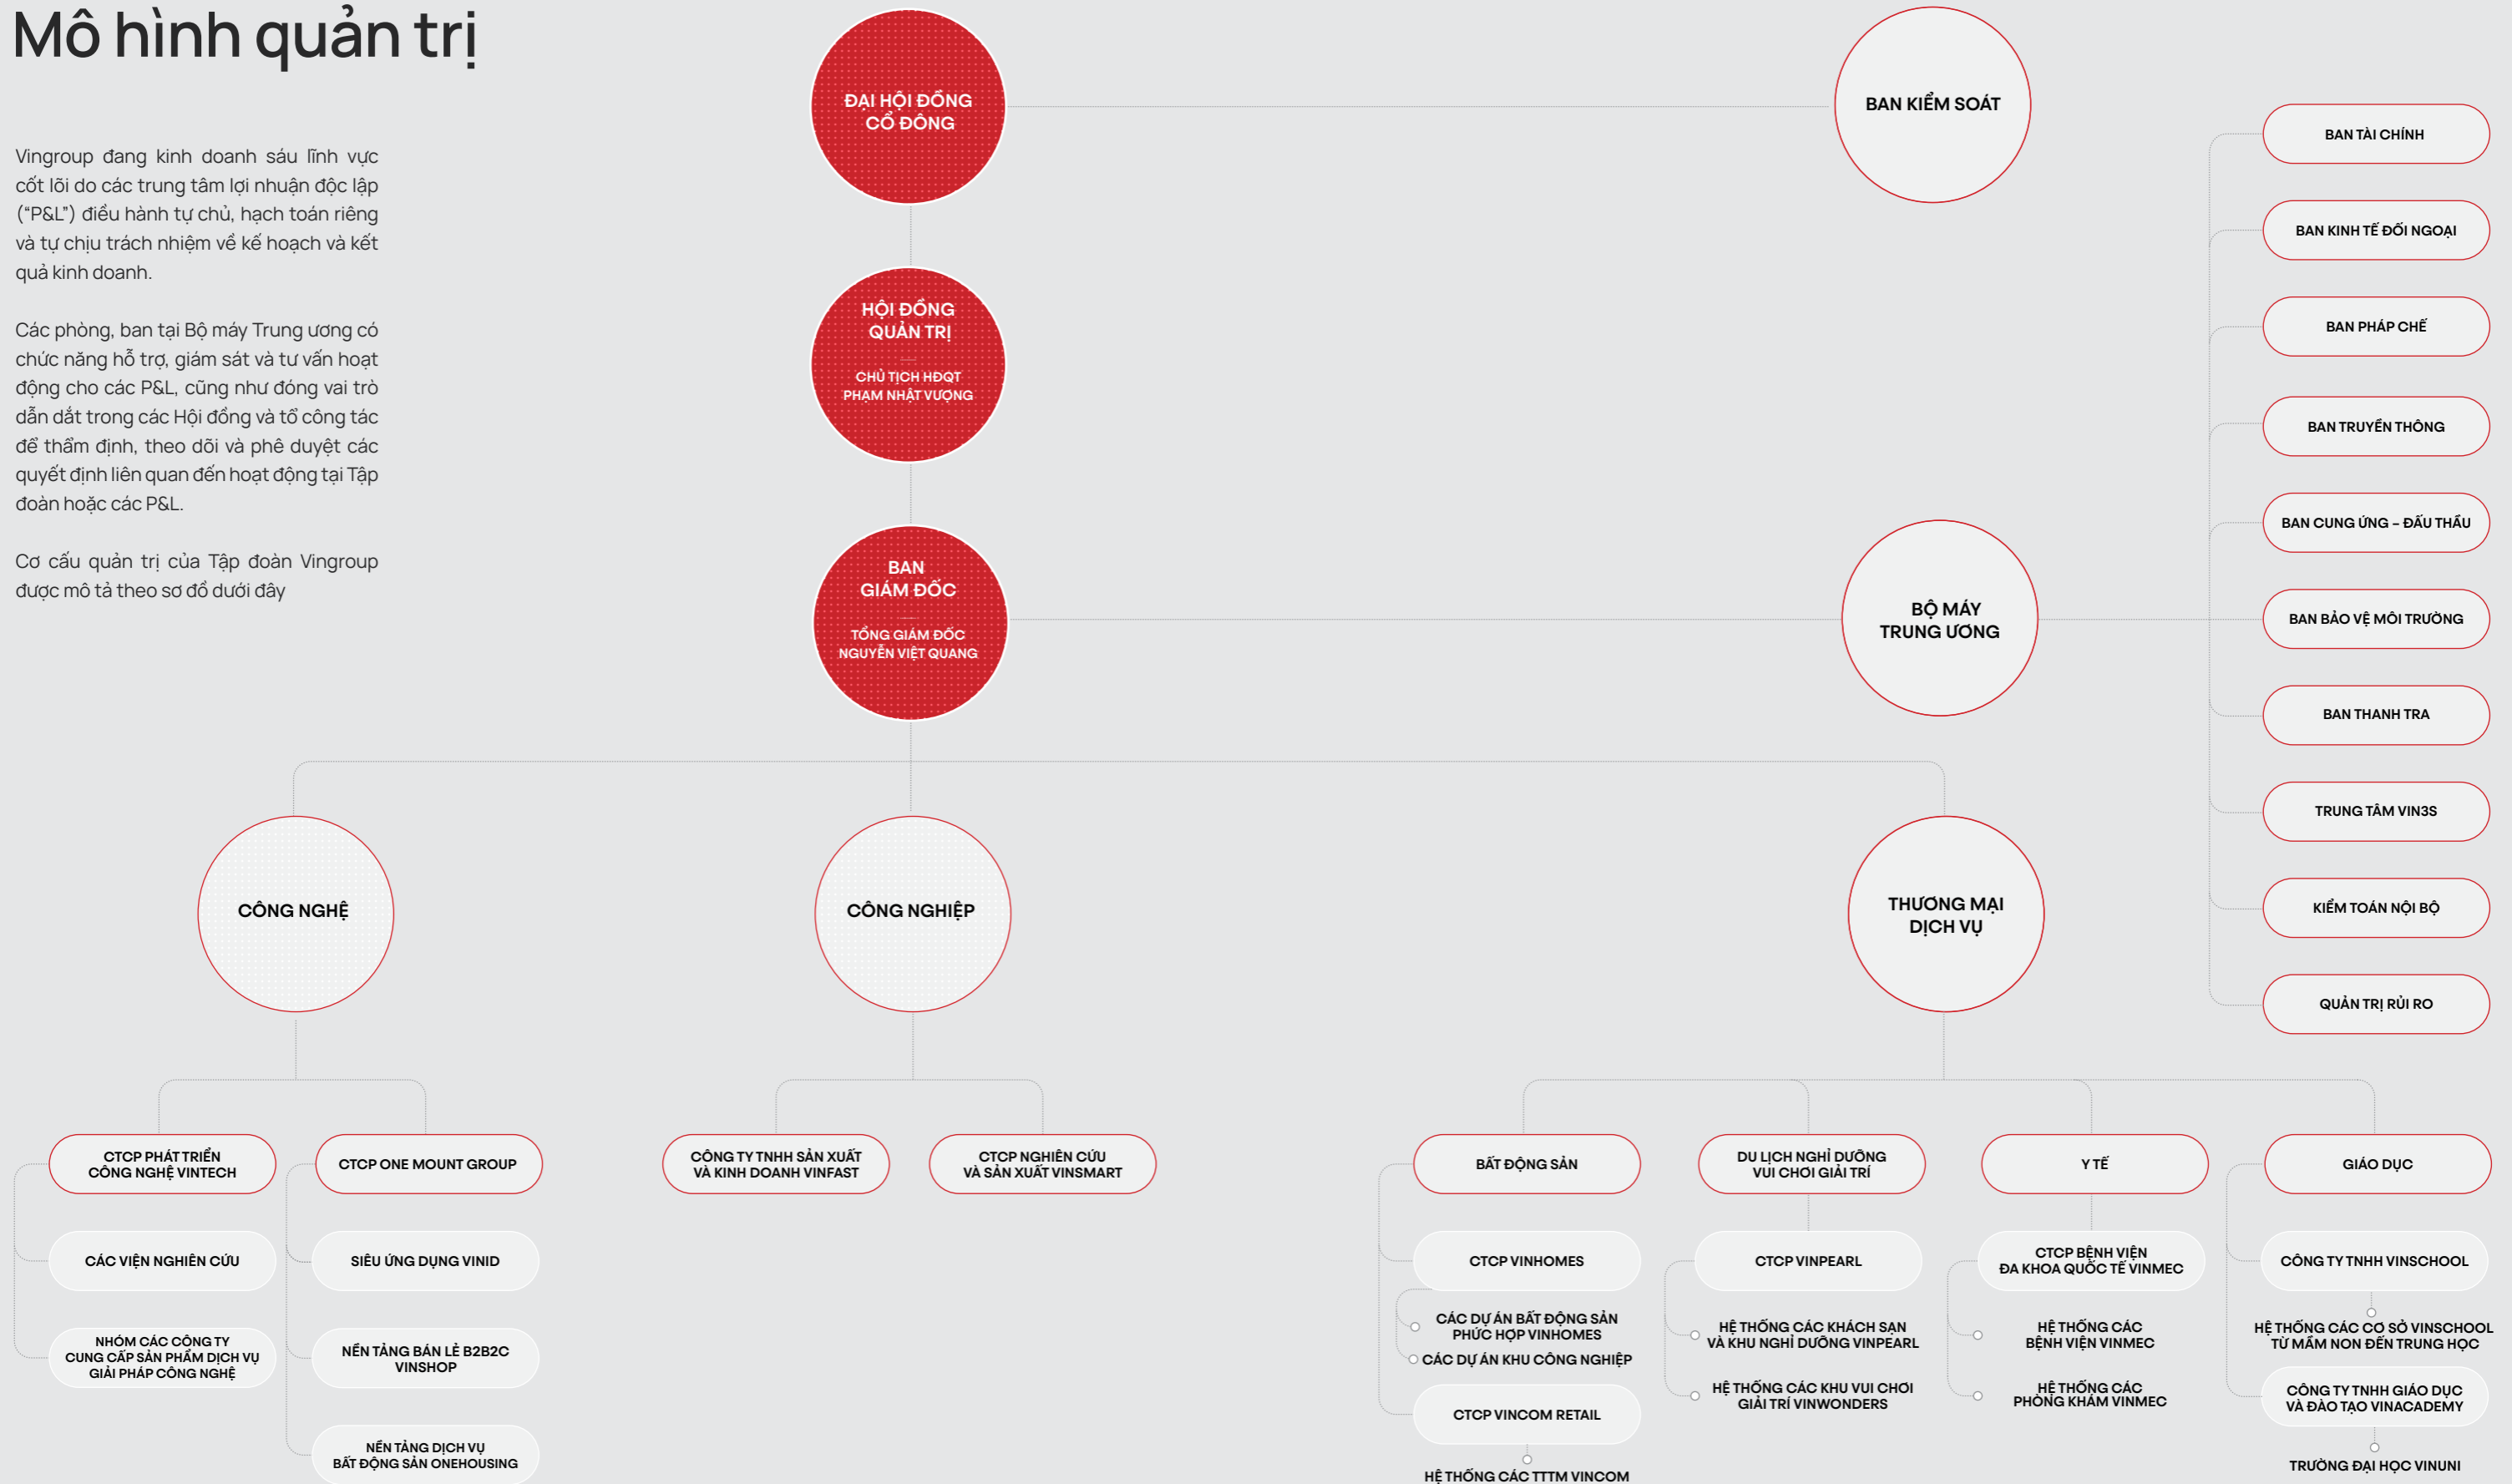 Mô hình quản trị
Vingroup đang kinh doanh sáu lĩnh vực
cốt lõi do các trung tâm lợi nhuận độc lập
(“P&L”) điều hành tự chủ, hạch toán riêng
và tự chịu trách nhiệm về kế hoạch và kết
quả kinh doanh.
Các phòng, ban tại Bộ máy Trung ương có
chức năng hỗ trợ, giám sát và tư vấn hoạt
động cho các P&L, cũng như đóng vai trò
dẫn dắt trong các Hội đồng và tổ công tác
để thẩm định, theo dõi và phê duyệt các
quyết định liên quan đến hoạt động tại Tập
đoàn hoặc các P&L.
Cơ cấu quản trị của Tập đoàn Vingroup
được mô tả theo sơ đồ dưới đây
ĐẠI HỘI ĐỒNG
CỔ ĐÔNG
BAN KIỂM SOÁT
HỘI ĐỒNG
QUẢN TRỊ
CHỦ TỊCH HĐQT
PHẠM NHẬT VƯỢNG
BAN
GIÁM ĐỐC
TỔNG GIÁM ĐỐC
NGUYỄN VIỆT QUANG
BỘ MÁY
TRUNG ƯƠNG
BAN TÀI CHÍNH
BAN KINH TẾ ĐỐI NGOẠI
BAN PHÁP CHẾ
BAN TRUYỀN THÔNG
BAN CUNG ỨNG – ĐẤU THẦU
BAN BẢO VỆ MÔI TRƯỜNG
BAN THANH TRA
TRUNG TÂM VIN3S
KIỂM TOÁN NỘI BỘ
QUẢN TRỊ RỦI RO
CÔNG NGHỆ
CÔNG NGHIỆP
THƯƠNG MẠI
DỊCH VỤ
CTCP PHÁT TRIỂN
CÔNG NGHỆ VINTECH
CÁC VIỆN NGHIÊN CỨU
NHÓM CÁC CÔNG TY
CUNG CẤP SẢN PHẨM DỊCH VỤ
GIẢI PHÁP CÔNG NGHỆ
CTCP ONE MOUNT GROUP
SIÊU ỨNG DỤNG VINID
NỀN TẢNG BÁN LẺ B2B2C
VINSHOP
NỀN TẢNG DỊCH VỤ
BẤT ĐỘNG SẢN ONEHOUSING
CÔNG TY TNHH SẢN XUẤT
VÀ KINH DOANH VINFAST
CTCP NGHIÊN CỨU
VÀ SẢN XUẤT VINSMART
BẤT ĐỘNG SẢN
CTCP VINHOMES
CÁC DỰ ÁN BẤT ĐỘNG SẢN
PHỨC HỢP VINHOMES
CÁC DỰ ÁN KHU CÔNG NGHIỆP
CTCP VINCOM RETAIL
HỆ THỐNG CÁC TTTM VINCOM
DU LỊCH NGHỈ DƯỠNG
VUI CHƠI GIẢI TRÍ
CTCP VINPEARL
HỆ THỐNG CÁC KHÁCH SẠN
VÀ KHU NGHỈ DƯỠNG VINPEARL
HỆ THỐNG CÁC KHU VUI CHƠI
GIẢI TRÍ VINWONDERS
Y TẾ
CTCP BỆNH VIỆN
ĐA KHOA QUỐC TẾ VINMEC
HỆ THỐNG CÁC
BỆNH VIỆN VINMEC
HỆ THỐNG CÁC
PHÒNG KHÁM VINMEC
GIÁO DỤC
CÔNG TY TNHH VINSCHOOL
HỆ THỐNG CÁC CƠ SỞ VINSCHOOL
TỪ MẦM NON ĐẾN TRUNG HỌC
CÔNG TY TNHH GIÁO DỤC
VÀ ĐÀO TẠO VINACADEMY
TRƯỜNG ĐẠI HỌC VINUNI